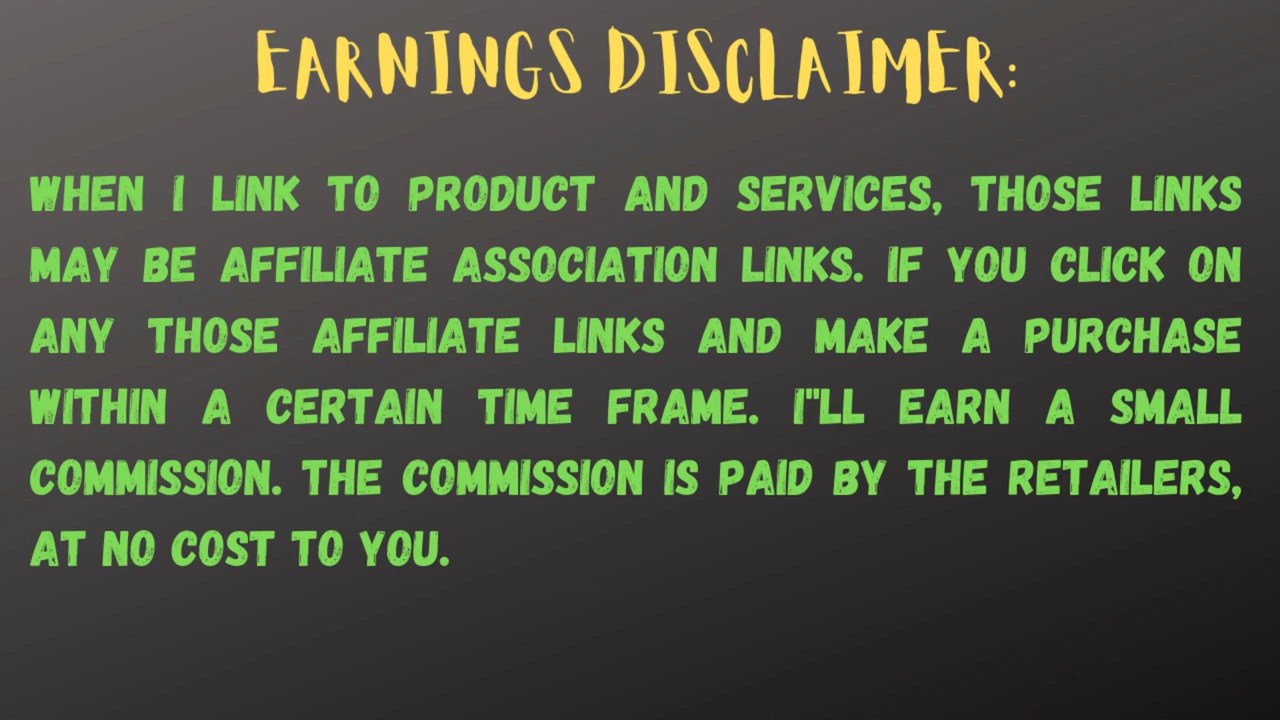 EARNINGS DISCLAIMER:
WHEN I LINK TO PRODUCT AND SERVICES, THOSE LINKS
MAY BE AFFILIATE ASSOCIATION LINKS. IF YOU CLICK ON
ANY THOSE AFFILIATE LINKS AND MAKE A PURCHASE
WITHIN A CERTAIN TIME FRAME. I"LL EARN A SMALL
COMMISSION. THE COMMISSION IS PAID BY THE RETAILERS,
AT NO COST TO YOU.